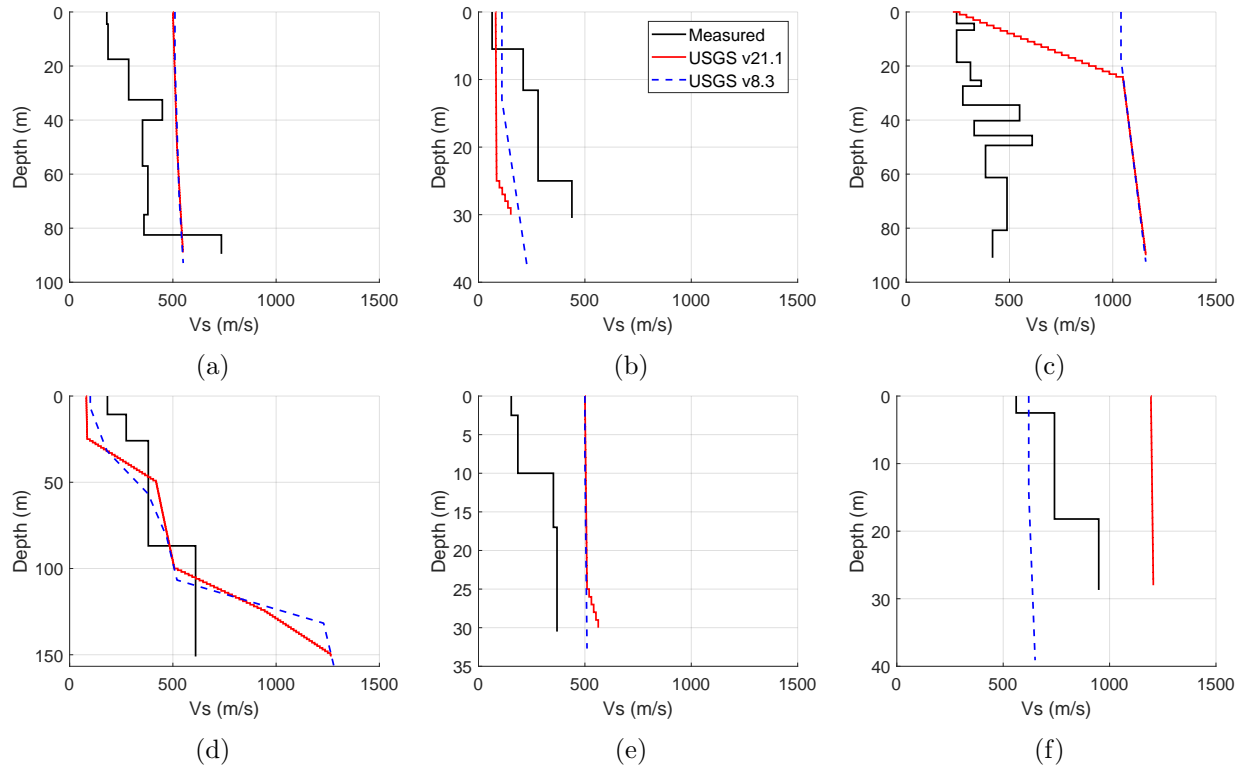 0
20
40
60
80
100
Depth (m)
0 500 1000 1500
Vs (m/s)
(a)
0
10
20
30
40
Depth (m)
Measured
USGS v21.1
USGS v8.3
0 500 1000 1500
Vs (m/s)
(b)
0
20
40
60
80
100
Depth (m)
0 500 1000 1500
Vs (m/s)
(c)
0
50
100
150
Depth (m)
0 500 1000 1500
Vs (m/s)
(d)
0
5
10
15
20
25
30
35
Depth (m)
0 500 1000 1500
Vs (m/s)
(e)
0
10
20
30
40
Depth (m)
0 500 1000 1500
Vs (m/s)
(f)